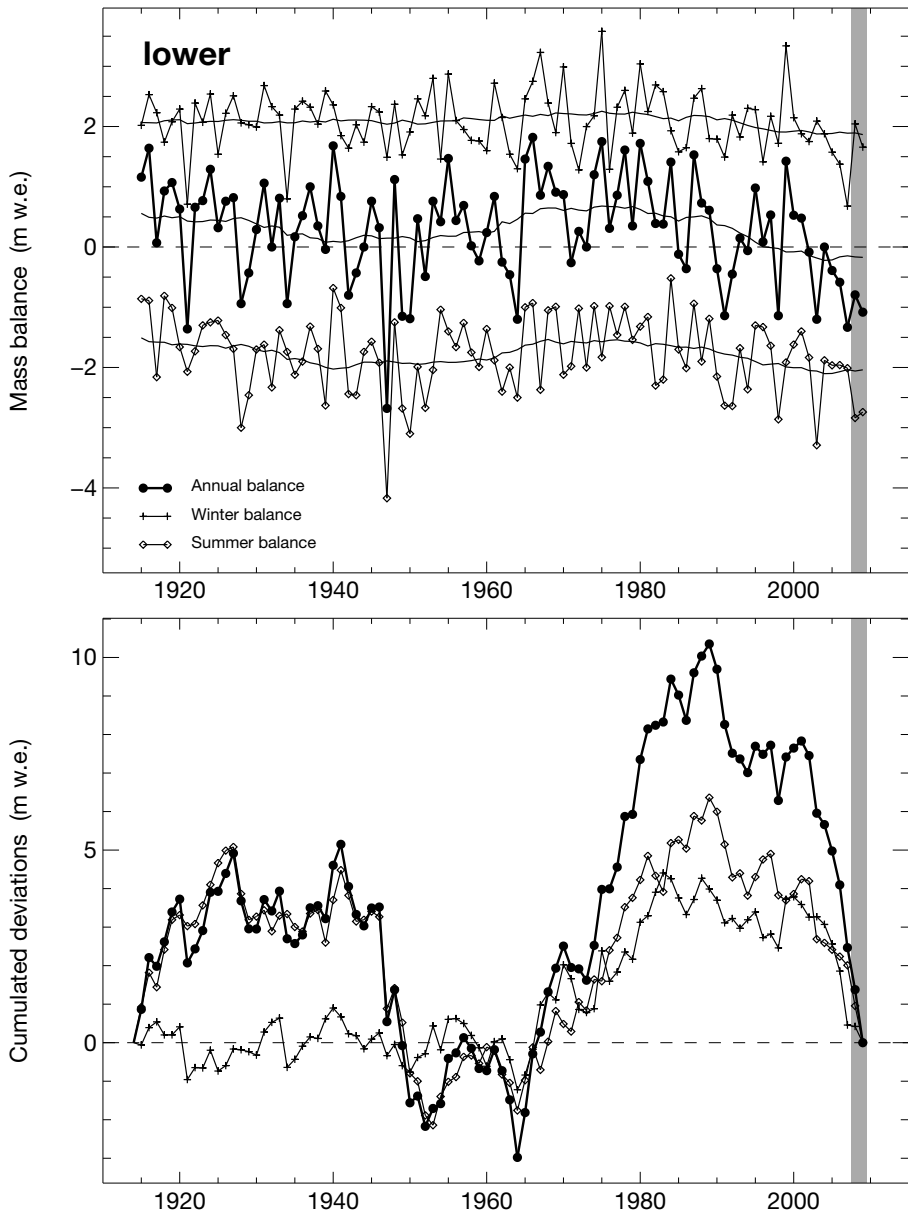 lower
Mass balance (m w.e.)
2
0
−2
−4
Annual balance
Winter balance
Summer balance
1920 1940 1960 1980 2000
Cumulated deviations (m w.e.)
10
5
0
1920 1940 1960 1980 2000